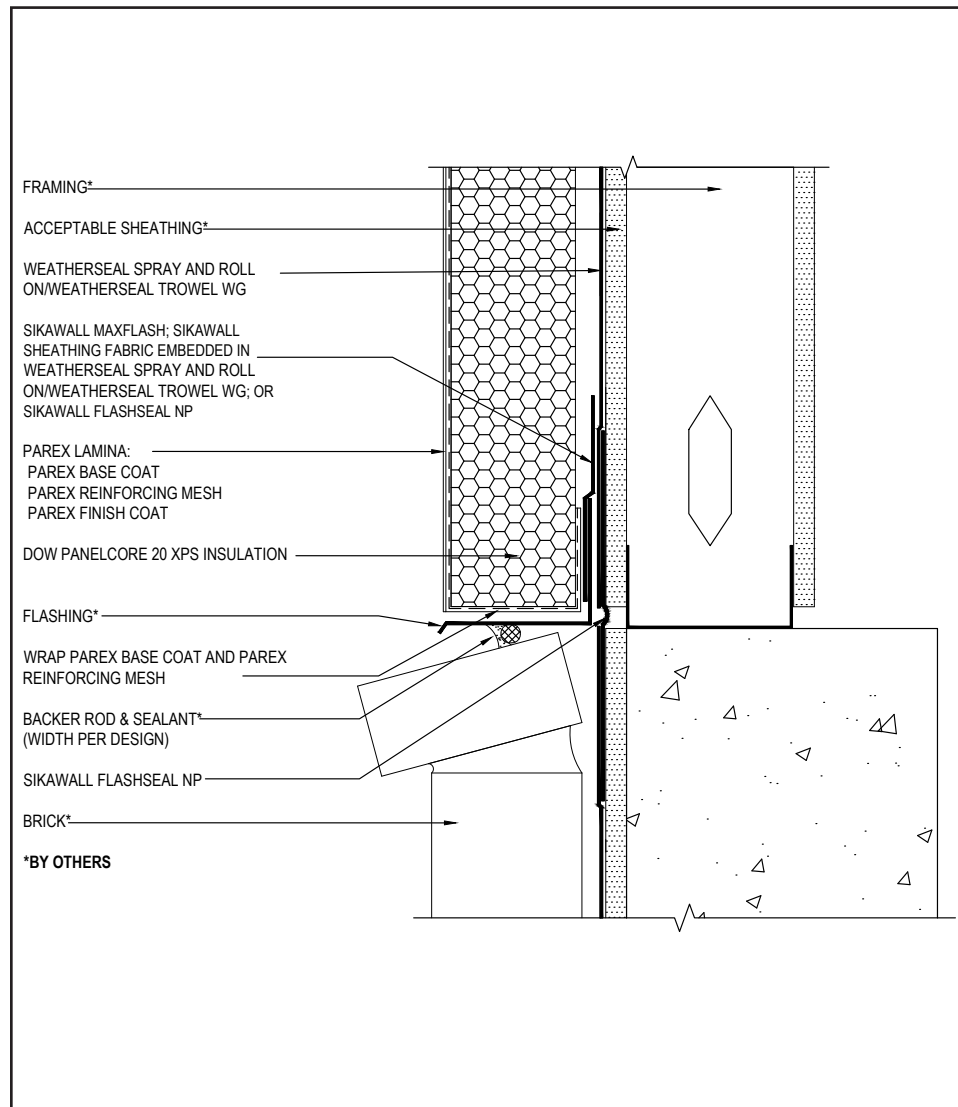 FRAMING*
ACCEPTABLE SHEATHING*
WEATHERSEAL SPRAY AND ROLL
ON/WEATHERSEAL TROWEL WG
SIKAWALL MAXFLASH; SIKAWALL
SHEATHING FABRIC EMBEDDED IN
WEATHERSEAL SPRAY AND ROLL
ON/WEATHERSEAL TROWEL WG; OR
SIKAWALL FLASHSEAL NP
PAREX LAMINA:
PAREX BASE COAT
PAREX REINFORCING MESH
PAREX FINISH COAT
DOW PANELCORE 20 XPS INSULATION
FLASHING*
WRAP PAREX BASE COAT AND PAREX
REINFORCING MESH
BACKER ROD & SEALANT*
(WIDTH PER DESIGN)
SIKAWALL FLASHSEAL NP
BRICK*
*BY OTHERS